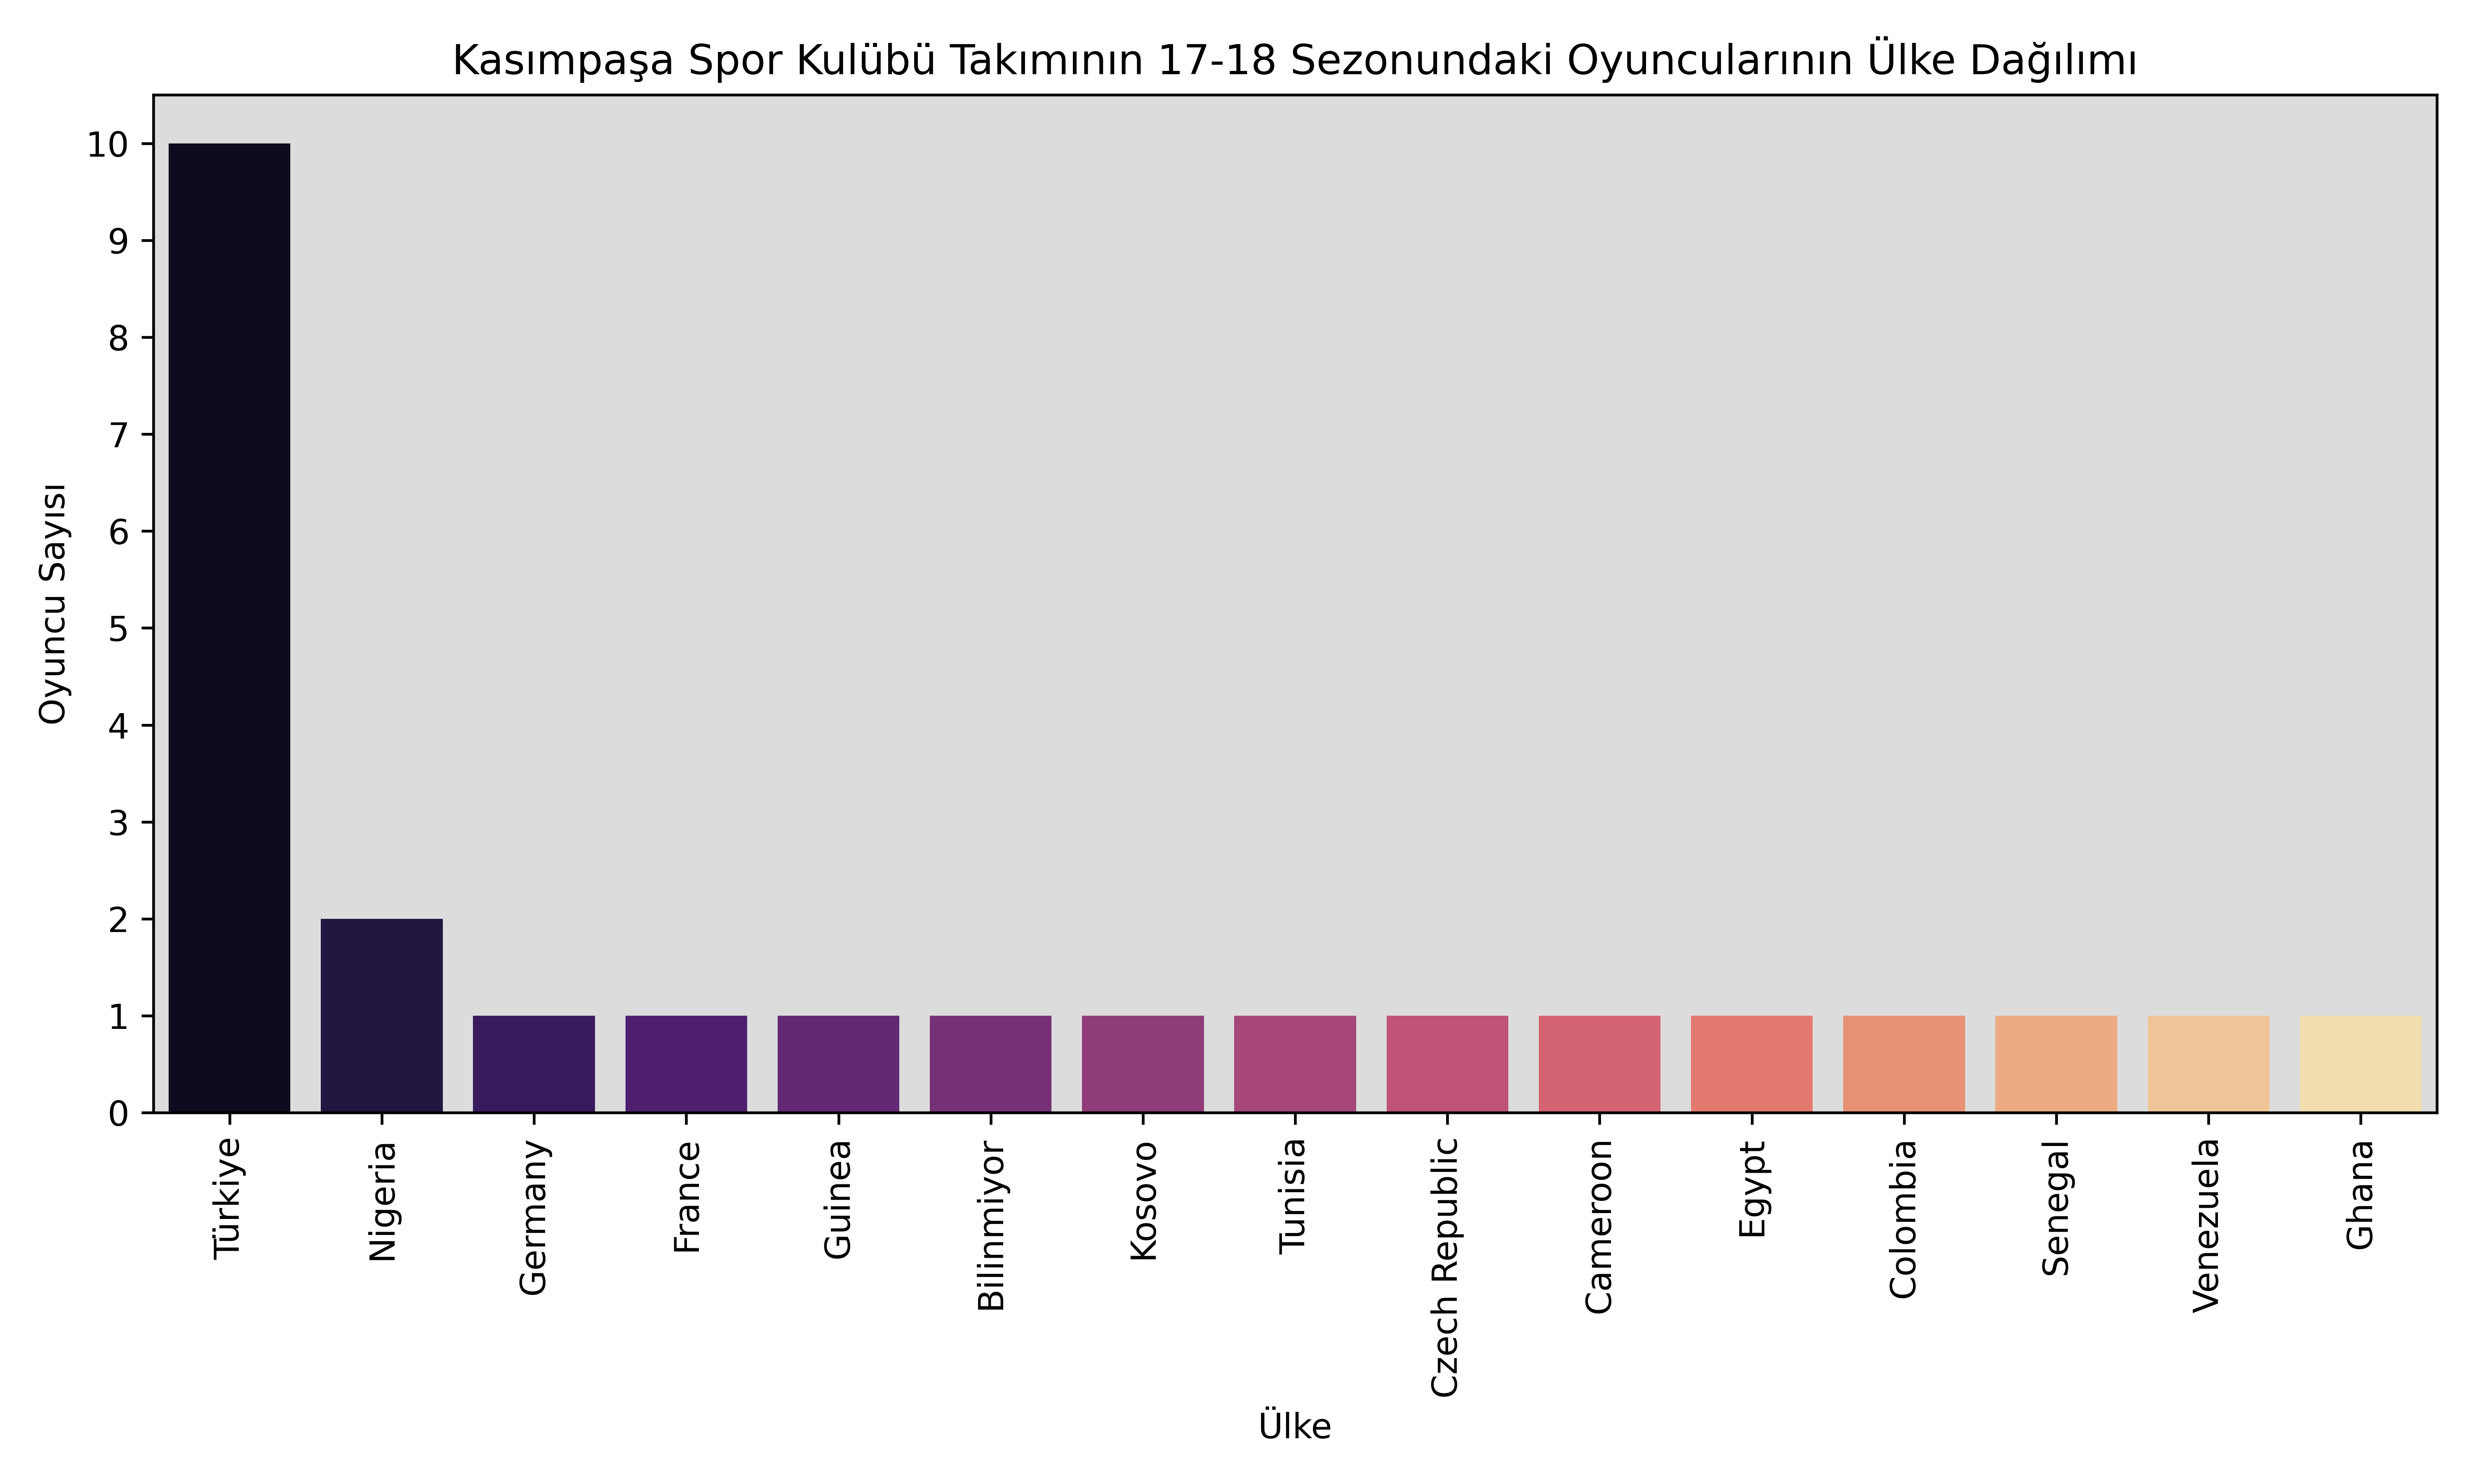 Kasımpaşa Spor Kulübü Takımının 17-18 Sezonundaki Oyuncularının Ülke Dağılımı
Oyuncu Sayısı
10
9
8
7
6
5
4
3
2
1
0
Türkiye
Nigeria
Germany
France
Guinea
Bilinmiyor
Kosovo
Tunisia
Czech Republic
Cameroon
Egypt
Colombia
Senegal
Venezuela
Ghana
Ülke